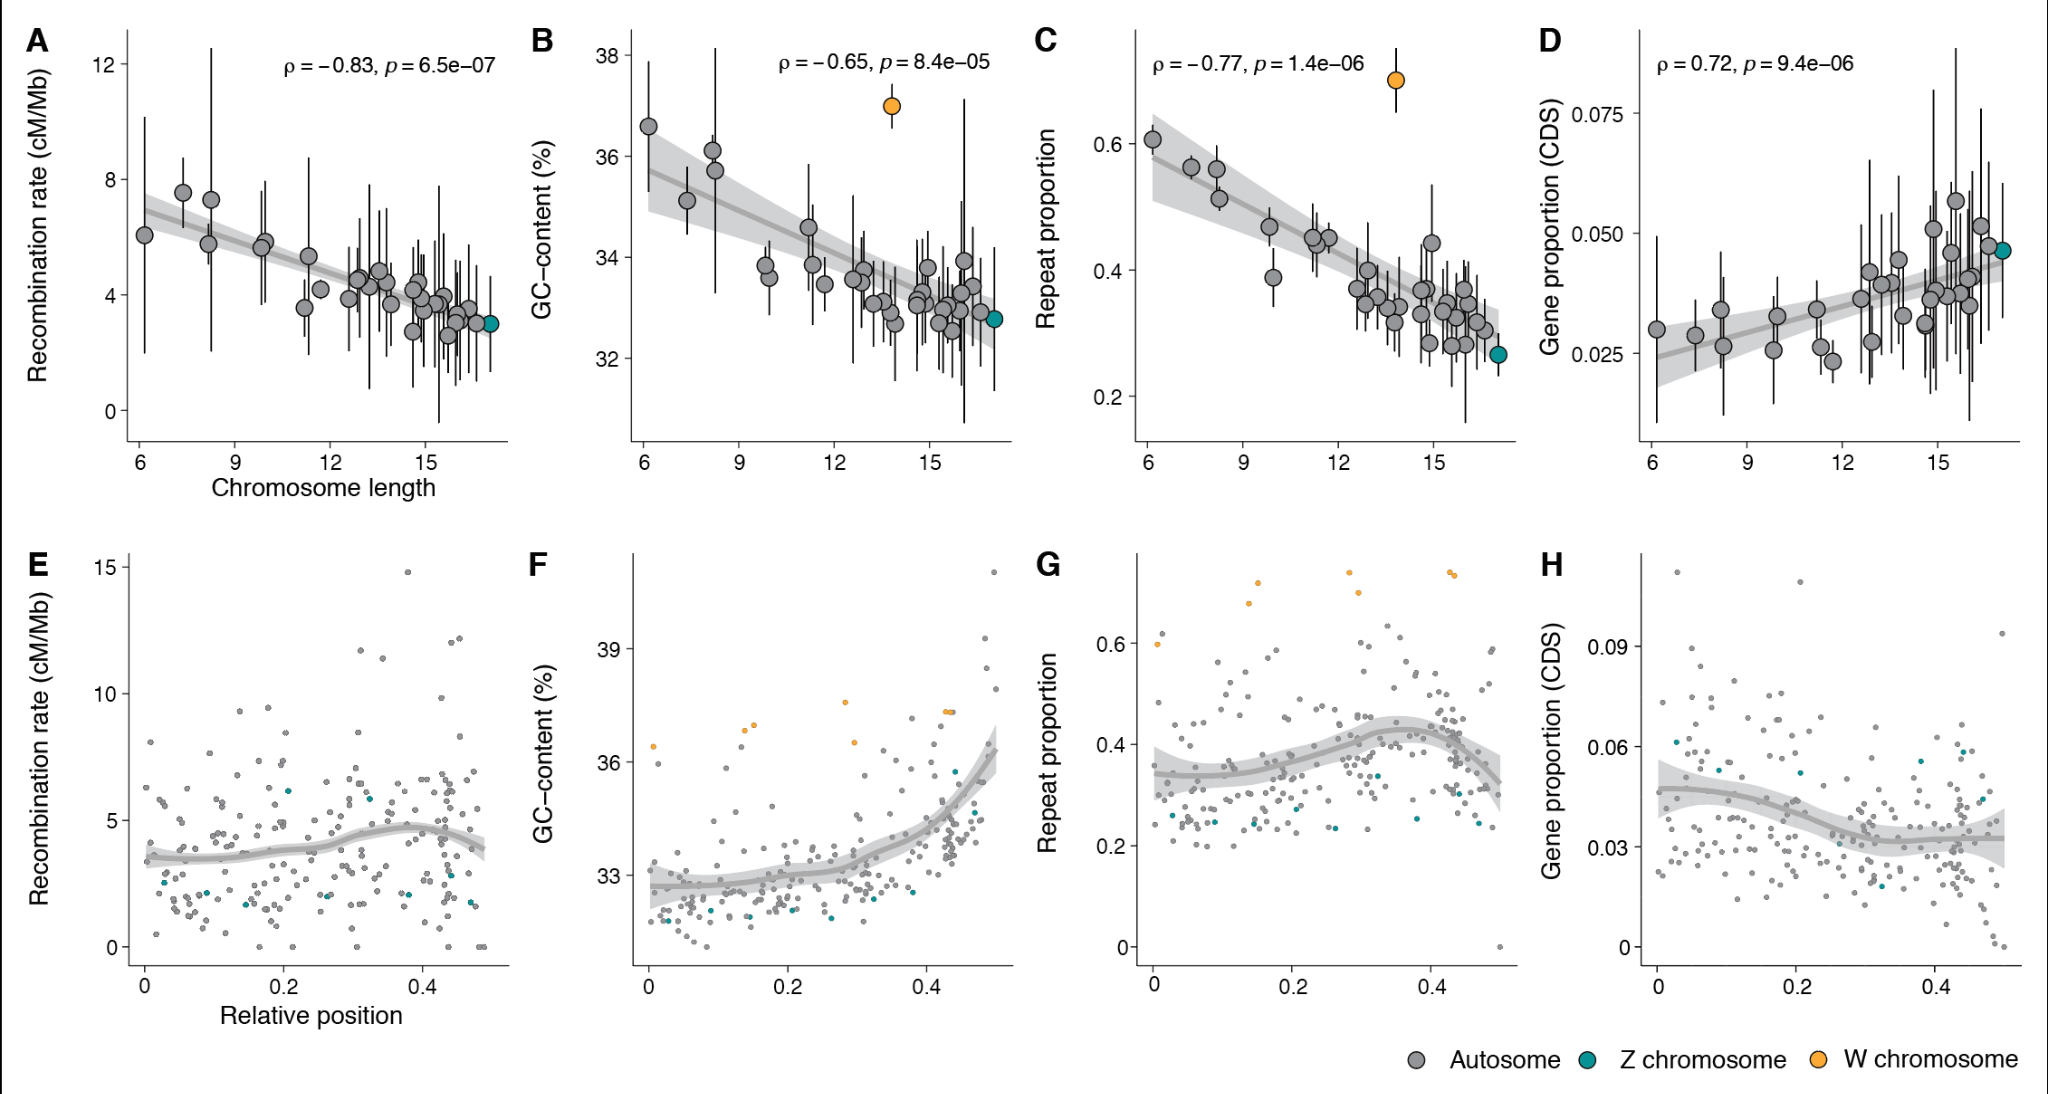 A
ρ = −0.83, p = 6.5e−07
Recombination rate (cM/Mb)
12
8
4
0
6 9 12 15
Chromosome length
B
ρ = −0.65, p = 8.4e−05
GC−content (%)
38
36
34
32
6 9 12 15
C
ρ = −0.77, p = 1.4e−06
Repeat proportion
0.6
0.4
0.2
6 9 12 15
D
ρ = 0.72, p = 9.4e−06
Gene proportion (CDS)
0.075
0.050
0.025
6 9 12 15
E
Recombination rate (cM/Mb)
15
10
5
0
0 0.2 0.4
Relative position
F
GC−content (%)
39
36
33
0 0.2 0.4
G
Repeat proportion
0.6
0.4
0.2
0
0 0.2 0.4
H
Gene proportion (CDS)
0.09
0.06
0.03
0
0 0.2 0.4
Autosome Z chromosome W chromosome